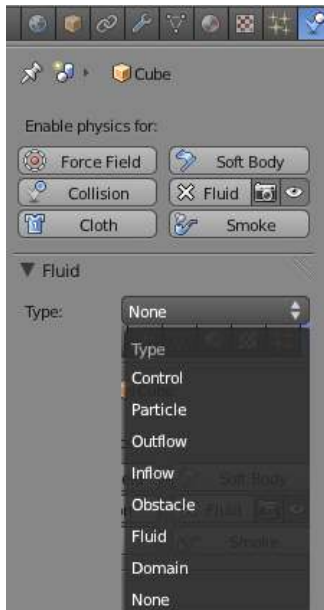 Cube
Enable physics for:
Force Field Soft Body
Collision Fluid
Cloth Smoke
Fluid
Type: None
Type
Control
Particle
Outflow
Inflow
Obstacle
Fluid
Domain
None